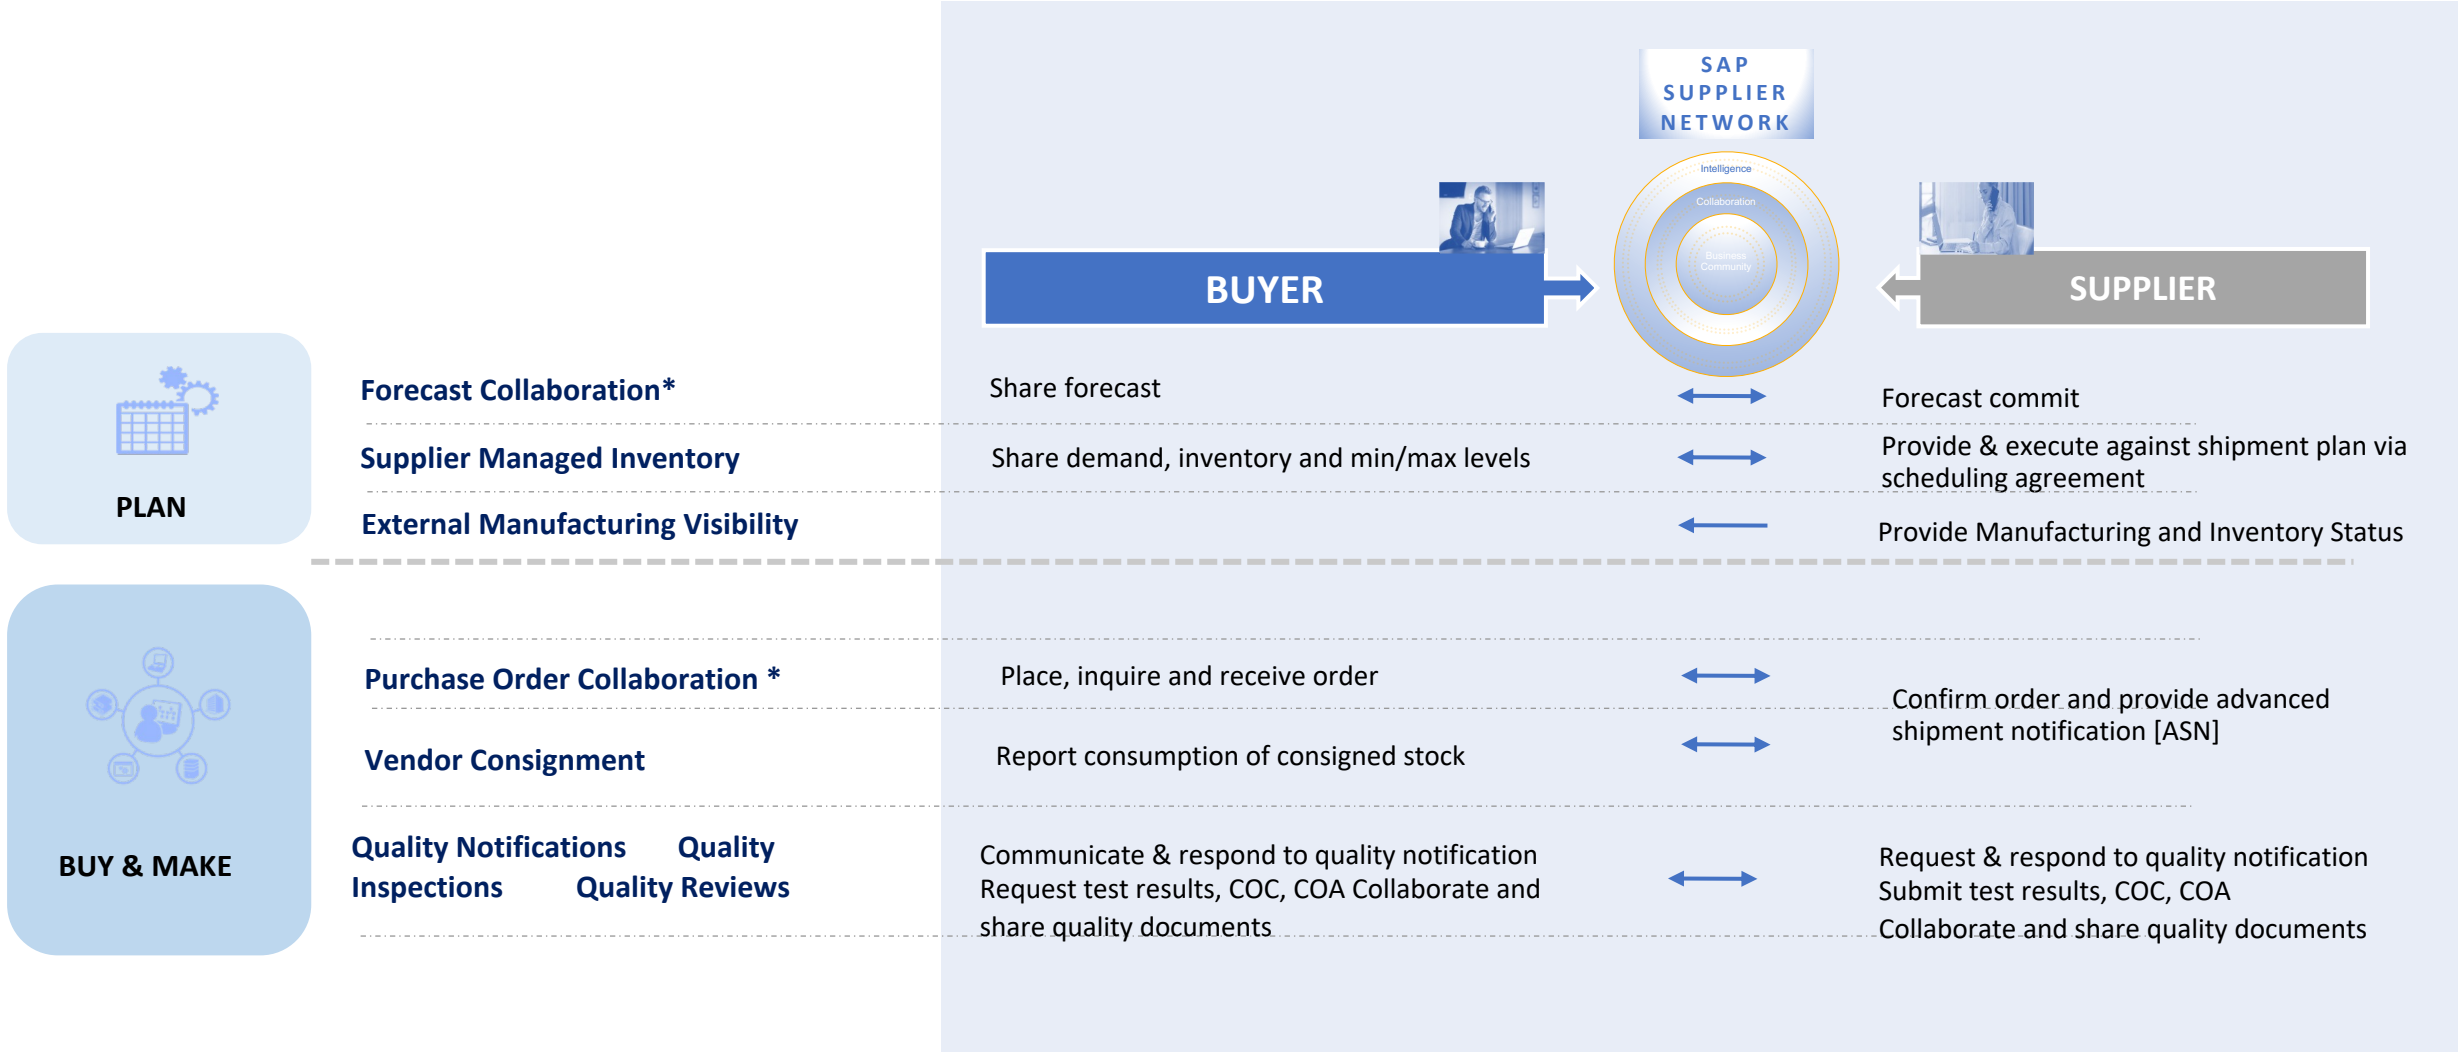 SAP
SUPPLIER
NETWORK
Intelligence
Collaboration
Business
Community
BUYER
SUPPLIER
PLAN
Forecast Collaboration*
Share forecast
Forecast commit
Supplier Managed Inventory
Share demand, inventory and min/max levels
Provide & execute against shipment plan via
scheduling agreement
External Manufacturing Visibility
Provide Manufacturing and Inventory Status
BUY & MAKE
Purchase Order Collaboration *
Place, inquire and receive order
Confirm order and provide advanced
shipment notification [ASN]
Vendor Consignment
Report consumption of consigned stock
Quality Notifications Quality
Inspections Quality Reviews
Communicate & respond to quality notification
Request test results, COC, COA Collaborate and
share quality documents
Request & respond to quality notification
Submit test results, COC, COA
Collaborate and share quality documents